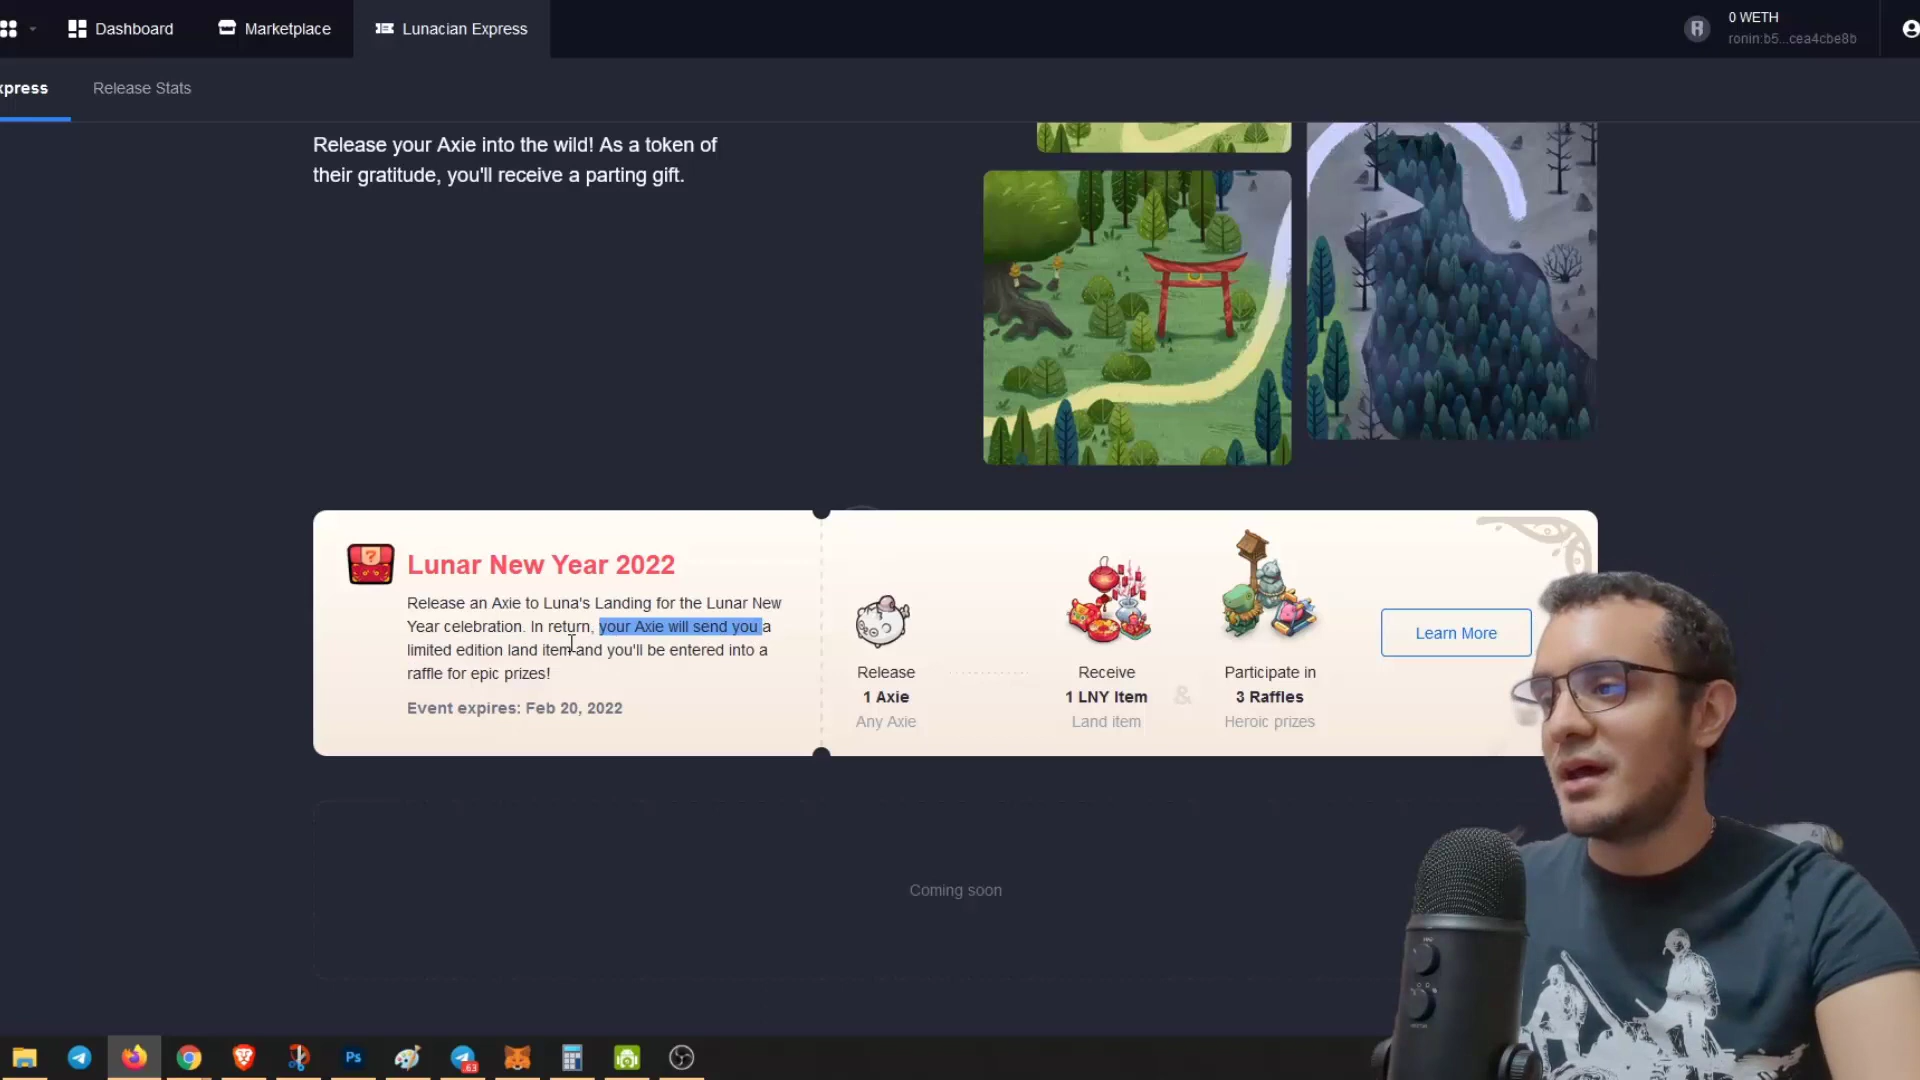 Dashboard
Marketplace
Lunacian Express
0 WETH
ronin:b5...cea4cbe8b
xpress
Release Stats
Release your Axie into the wild! As a token of
their gratitude, you'll receive a parting gift.
Lunar New Year 2022
Release an Axie to Luna's Landing for the Lunar New
Year celebration. In return, your Axie will send you a
limited edition land item and you'll be entered into a
raffle for epic prizes!
Event expires: Feb 20, 2022
Release
1 Axie
Any Axie
Receive
1 LNY Item
Land item
&
Participate in
3 Raffles
Heroic prizes
Learn More
Coming soon
Ps
63